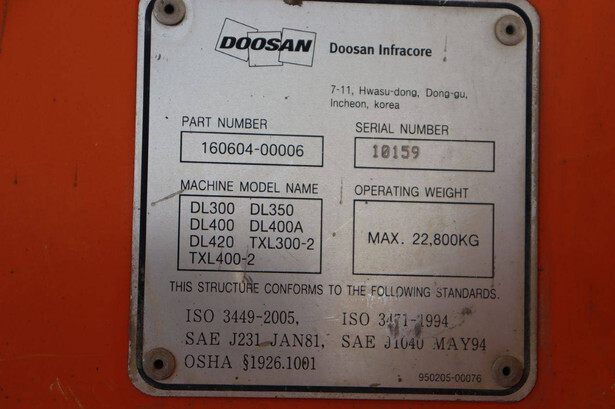 DOOSAN Doosan Infracore
7-11, Hwasu-dong, Dong-gu,
Incheon, korea
PART NUMBER SERIAL NUMBER
160604-00006 10159
MACHINE MODEL NAME OPERATING WEIGHT
DL300 DL350
DL400 DL400A
DL420 TXL300-2
TXL400-2
MAX. 22,800KG
THIS STRUCTURE CONFORMS TO THE FOLLOWING STANDARDS.
ISO 3449-2005, ISO 3471-1994
SAE J231 JAN81, SAE J1040 MAY94
OSHA §1926.1001
950205-00076